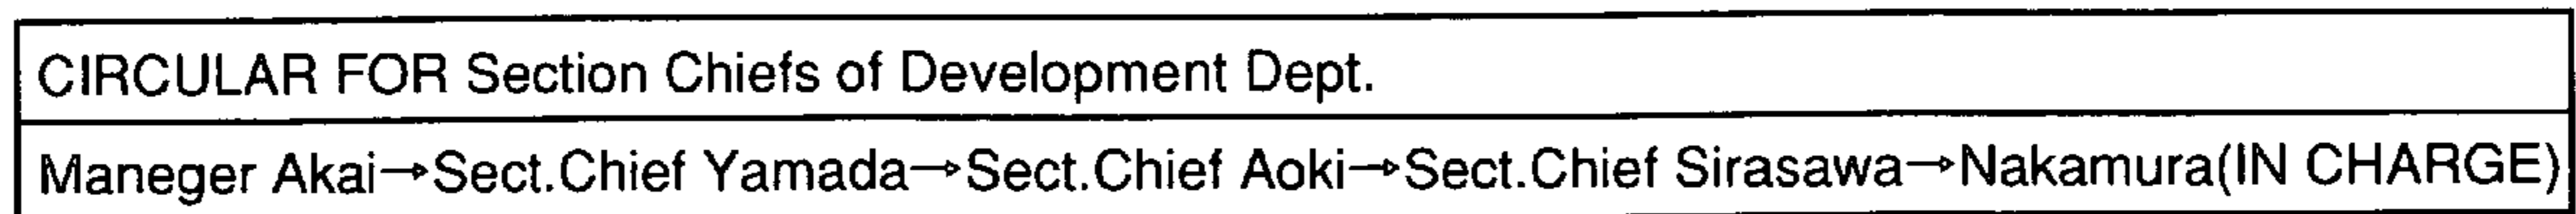 CIRCULAR FOR Section Chiefs of Development Dept.
Maneger Akai→Sect.Chief Yamada→Sect.Chief Aoki→Sect.Chief Sirasawa→Nakamura(IN CHARGE)